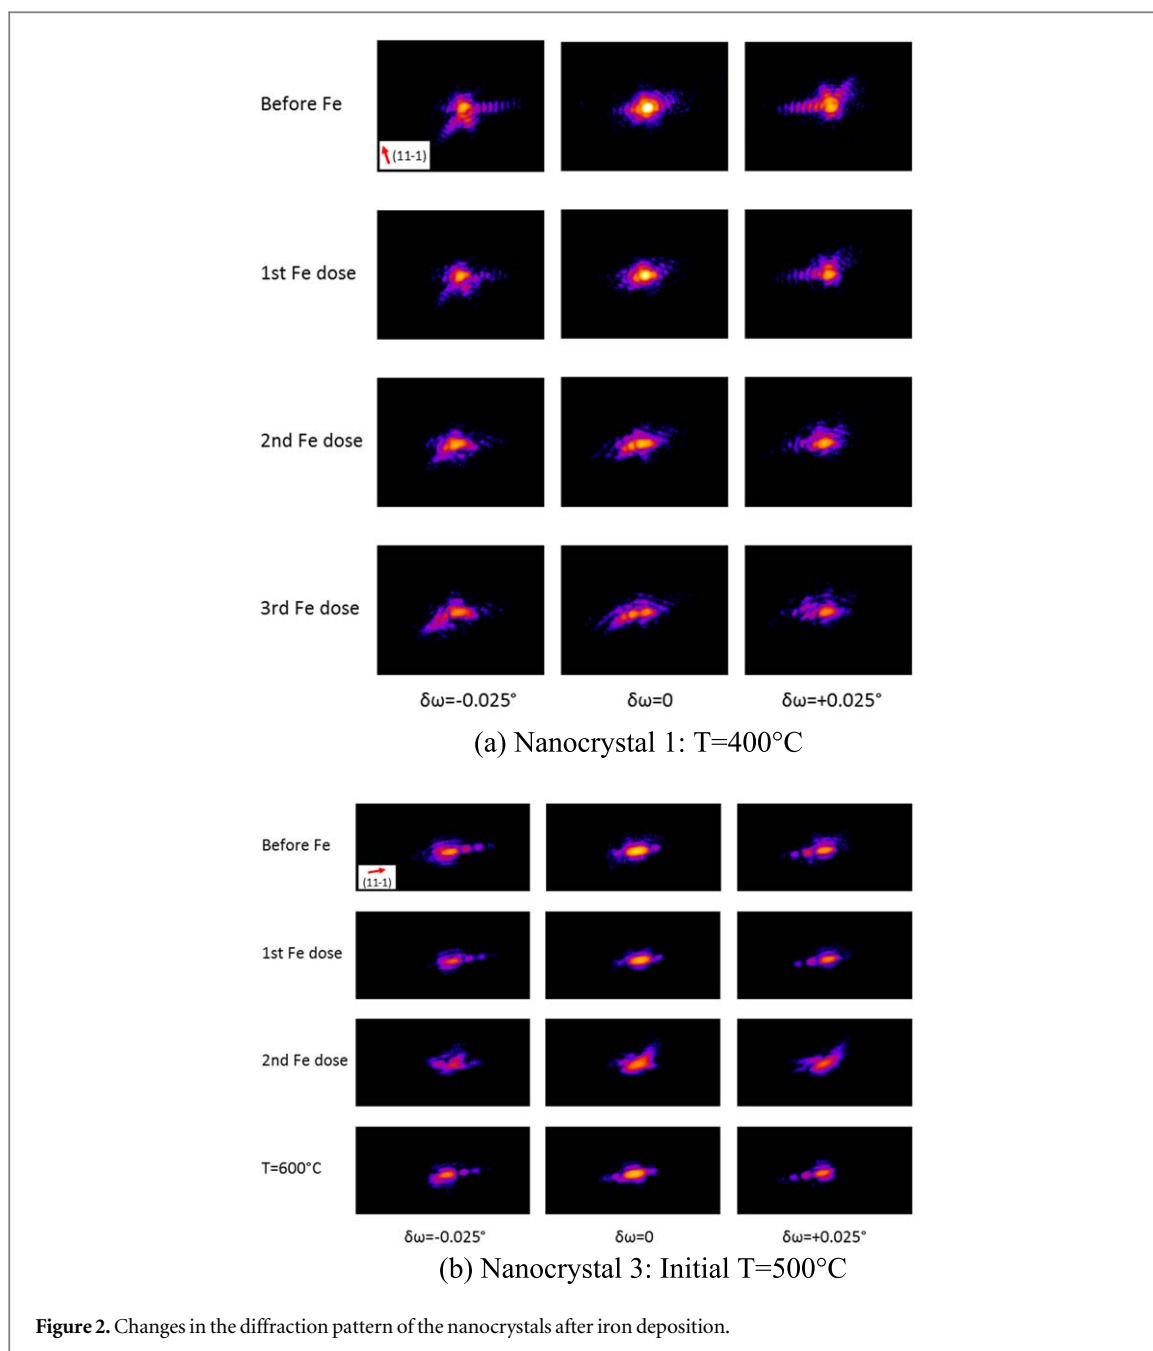 Before Fe
(11-1)
1st Fe dose
2nd Fe dose
3rd Fe dose
δω=-0.025° δω=0 δω=+0.025°
(a) Nanocrystal 1: T=400°C
Before Fe
(11-1)
1st Fe dose
2nd Fe dose
T=600°C
δω=-0.025° δω=0 δω=+0.025°
(b) Nanocrystal 3: Initial T=500°C
Figure 2. Changes in the diffraction pattern of the nanocrystals after iron deposition.